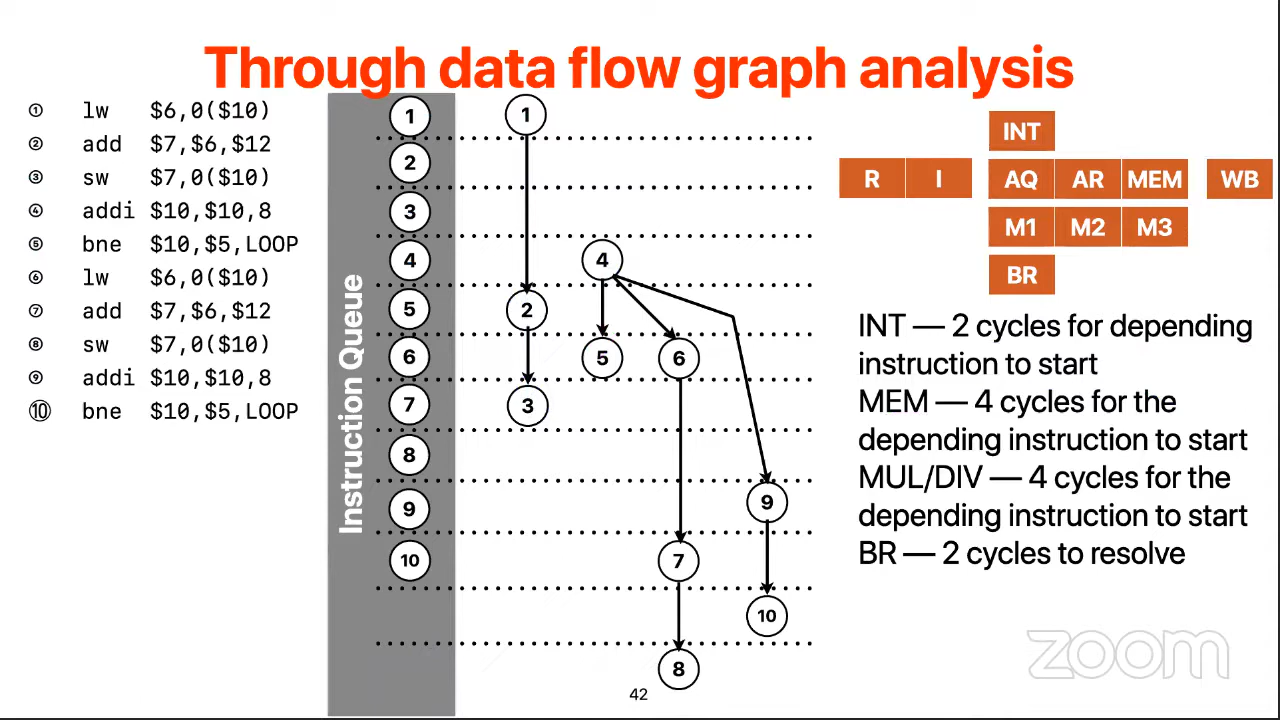 Through data flow graph analysis
① lw $6,0($10)
② add $7,$6,$12
③ sw $7,0($10)
④ addi $10,$10,8
⑤ bne $10,$5,LOOP
⑥ lw $6,0($10)
⑦ add $7,$6,$12
⑧ sw $7,0($10)
⑨ addi $10,$10,8
⑩ bne $10,$5,LOOP
Instruction Queue
1
2
3
4
5
6
7
8
9
10
1
4
2
5
6
3
9
7
10
8
INT
R I AQ AR MEM WB
M1 M2 M3
BR
INT — 2 cycles for depending
instruction to start
MEM — 4 cycles for the
depending instruction to start
MUL/DIV — 4 cycles for the
depending instruction to start
BR — 2 cycles to resolve
zoom
42